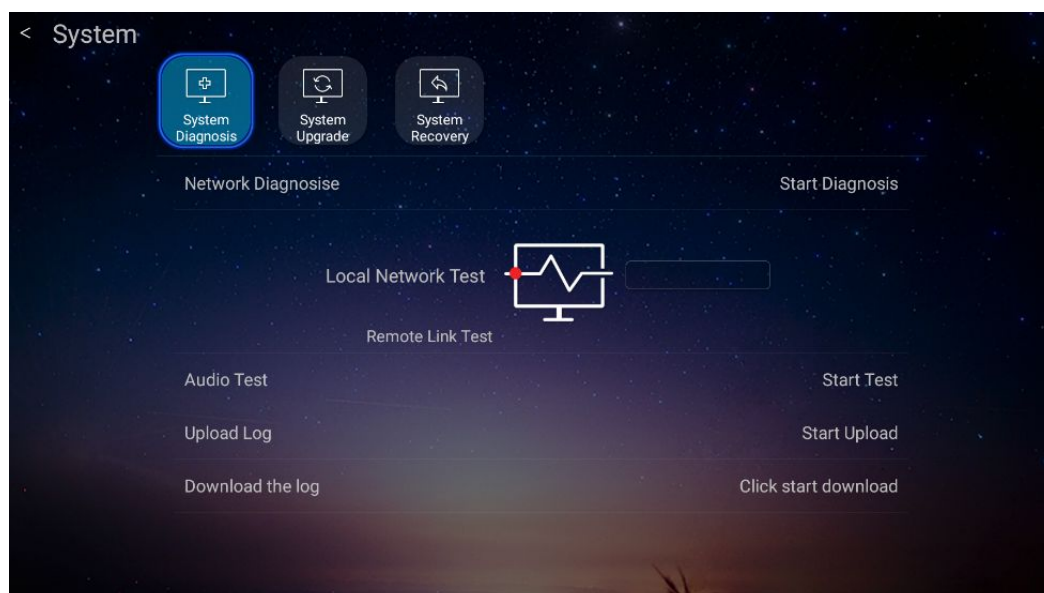 < System
System
Diagnosis
System
Upgrade
System
Recovery
Network Diagnosise Start Diagnosis
Local Network Test
Remote Link Test
Audio Test Start Test
Upload Log Start Upload
Download the log Click start download